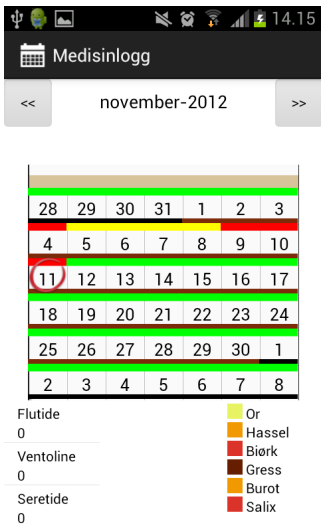 14.15
Medisinlogg
<< november-2012 >>
28 29 30 31 1 2 3
4 5 6 7 8 9 10
11 12 13 14 15 16 17
18 19 20 21 22 23 24
25 26 27 28 29 30 1
2 3 4 5 6 7 8
Flutide
0
Ventoline
0
Seretide
0
Or
Hassel
Biørk
Gress
Burot
Salix